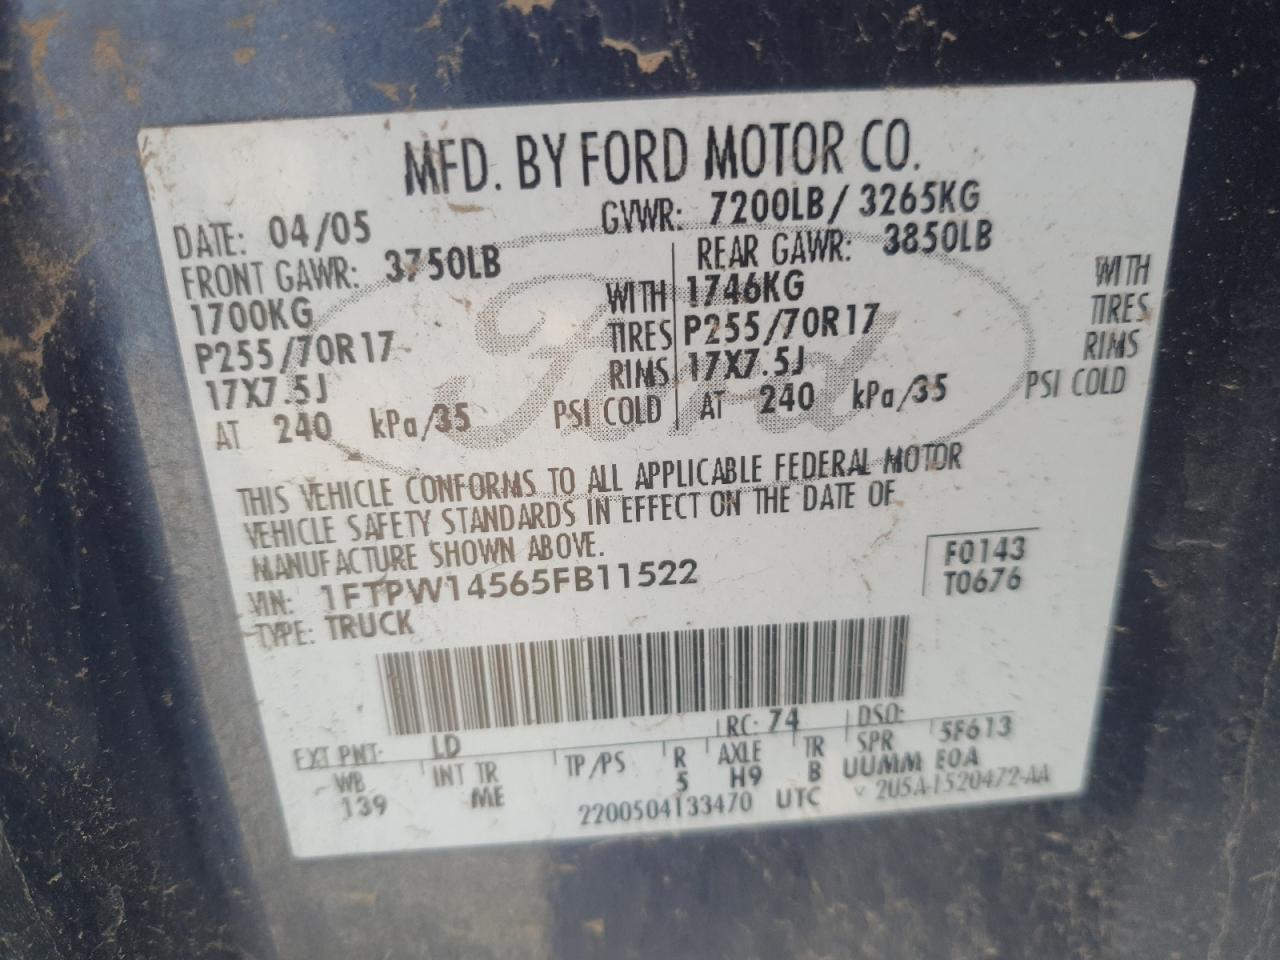 MFD. BY FORD MOTOR CO.
DATE: 04/05 GVWR: 7200LB/ 3265KG
FRONT GAWR: 3750LB REAR GAWR: 3850LB
1700KG WITH 1746KG WITH
P255/70R17 TIRES P255/70R17 TIRES
17X7.5J RIMS 17X7.5J RIMS
AT 240 kPa/35 PSI COLD AT 240 kPa/35 PSI COLD
Ford
THIS VEHICLE CONFORMS TO ALL APPLICABLE FEDERAL MOTOR
VEHICLE SAFETY STANDARDS IN EFFECT ON THE DATE OF
MANUFACTURE SHOWN ABOVE.
VIN: 1FTPW14565FB11522 F0143
TYPE: TRUCK T0676
EXT PNT: LD RC: 74 DSO:
WB INT TR TP/PS R AXLE TR SPR 5F613
139 ME 5 H9 B UUMM EOA
2200504133470 UTC 2U5A-1520472-AA